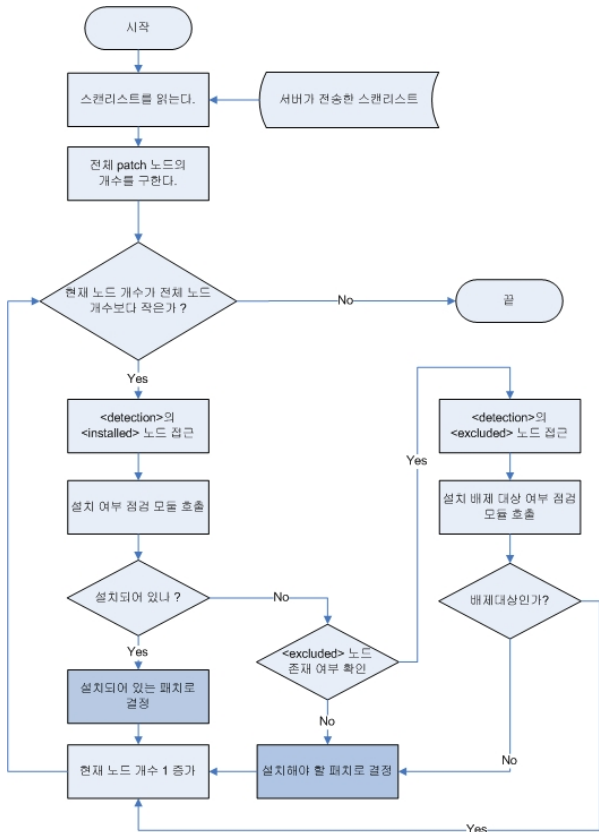 시작
스캔리스트를 읽는다.
서버가 전송한 스캔리스트
전체 patch 노드의
개수를 구한다.
현재 노드 개수가 전체 노드
개수보다 작은가 ?
No
끝
Yes
<detection>의
<installed> 노드 접근
<detection>의
<excluded> 노드 접근
Yes
설치 여부 점검 모듈 호출
설치 배제 대상 여부 점검
모듈 호출
설치되어 있나 ?
No
배제대상인가?
<excluded> 노드
존재 여부 확인
Yes
설치되어 있는 패치로
결정
No
No
현재 노드 개수 1 증가
설치해야 할 패치로 결정
Yes